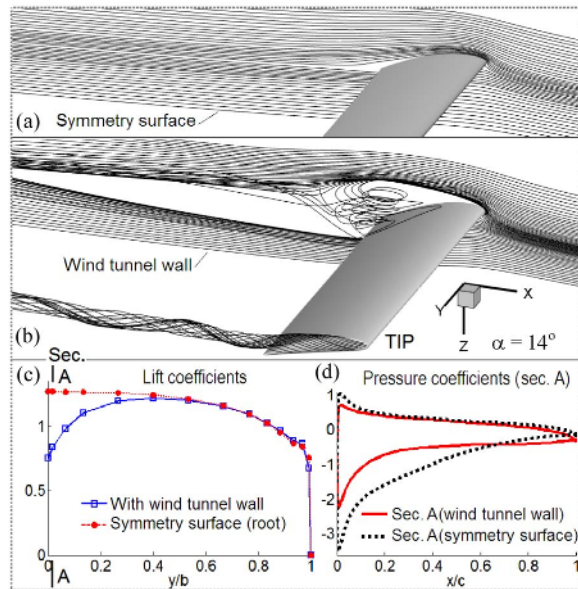 (a)
Symmetry surface
Wind tunnel wall
(b)
TIP
X
Y
Z
α = 14°
Sec.
A
(c)
Lift coefficients
1
0.5
0
With wind tunnel wall
Symmetry surface (root)
0 0.2 0.4 0.6 0.8 1
A
y/b
(d)
Pressure coefficients (sec. A)
1
0
-1
-2
-3
Sec. A(wind tunnel wall)
Sec. A(symmetry surface)
0 0.2 0.4 0.6 0.8 1
x/c